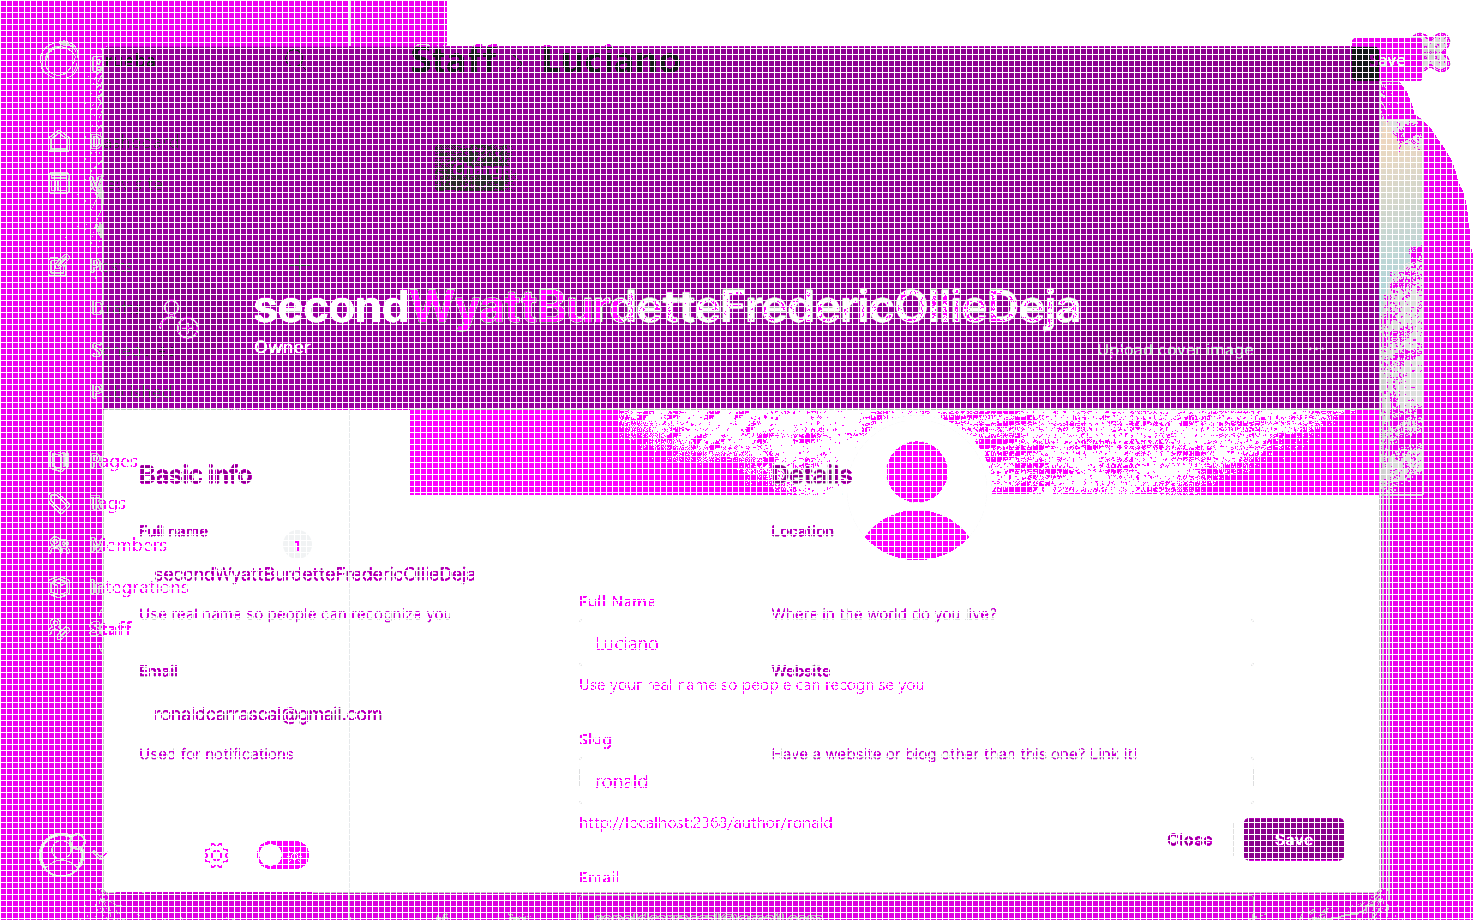 Staff Luciano
secondWyattBurdetteFredericOllieDeja
Owner
Upload cover image
Pages
Basic info
Details
Tags
Full name
Location
Members
1
secondWyattBurdetteFredericOllieDeja
Integrations
Full Name
Use real name so people can recognize you
Where in the world do you live?
Staff
Luciano
Email
Website
Use your real name so people can recognise you
ronaldcarrascal@gmail.com
Slug
Used for notifications
Have a website or blog other than this one? Link it!
ronald
http://localhost:2368/author/ronald
Close
Save
Email